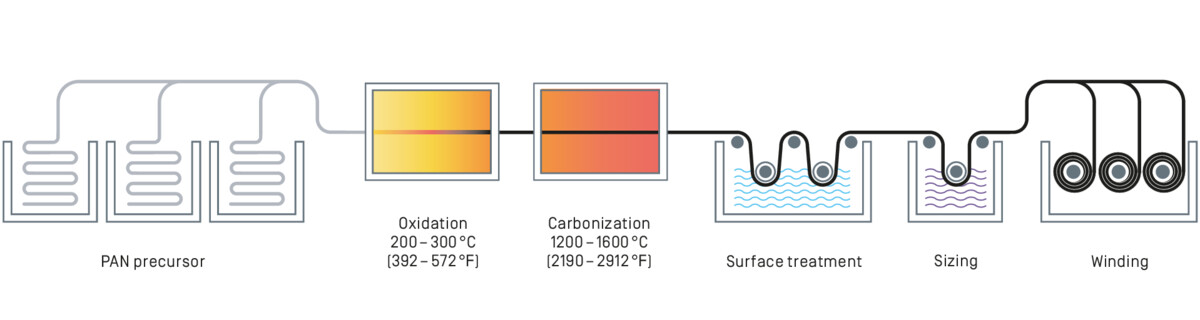 PAN precursor
Oxidation
200 – 300 °C
(392 – 572 °F)
Carbonization
1200 – 1600 °C
(2190 – 2912 °F)
Surface treatment
Sizing
Winding